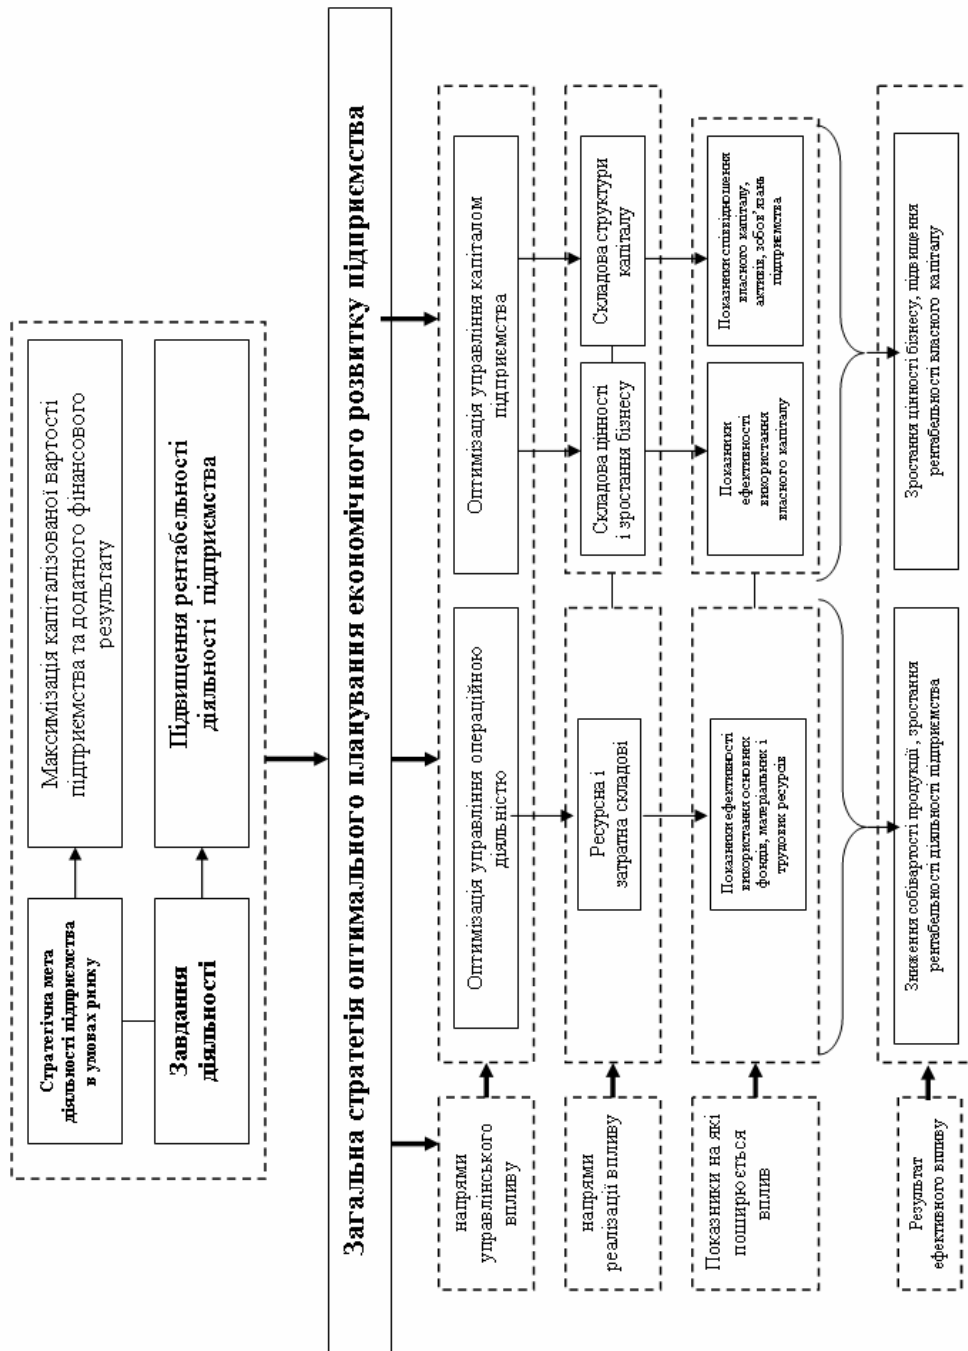 Стратегічна мета
діяльності підприємства
в умовах ринку
Максимізація капіталізованої вартості
підприємства та додатного фінансового
результату
Завдання
діяльності
Підвищення рентабельності
діяльності підприємства
Загальна стратегія оптимального планування економічного розвитку підприємства
напрями
управлінського
впливу
Оптимізація управління операційною
діяльністю
Оптимізація управління капіталом
підприємства
напрями
реалізації впливу
Ресурсна і
затратна складові
Складова цінності
і зростання бізнесу
Складова структури
капіталу
Показники на які
поширюється
вплив
Показники ефективності
використання основних
фондів, матеріальних і
трудових ресурсів
Показники
ефективності
використання
власного капіталу
Показники співвідношення
власного капіталу,
активів, зобов’язань
підприємства
Результат
ефективного впливу
Зниження собівартості продукції, зростання
рентабельності діяльності підприємства
Зростання цінності бізнесу, підвищення
рентабельності власного капіталу